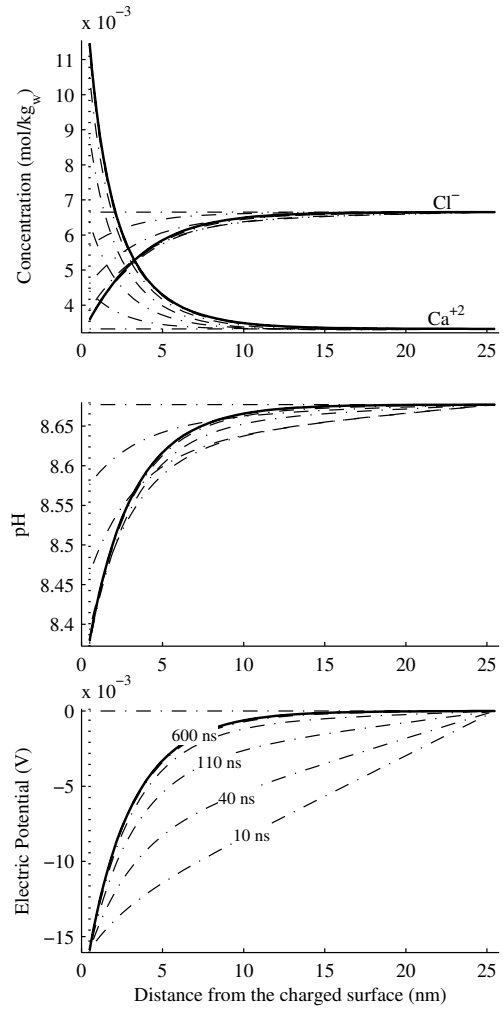 x 10⁻³
11
10
9
8
7
6
5
4
0 5 10 15 20 25
Concentration (mol/kg_w)
Cl⁻
Ca⁺²
8.65
8.6
8.55
8.5
8.45
8.4
0 5 10 15 20 25
pH
x 10⁻³
0
−5
−10
−15
0 5 10 15 20 25
Electric Potential (V)
600 ns
110 ns
40 ns
10 ns
Distance from the charged surface (nm)